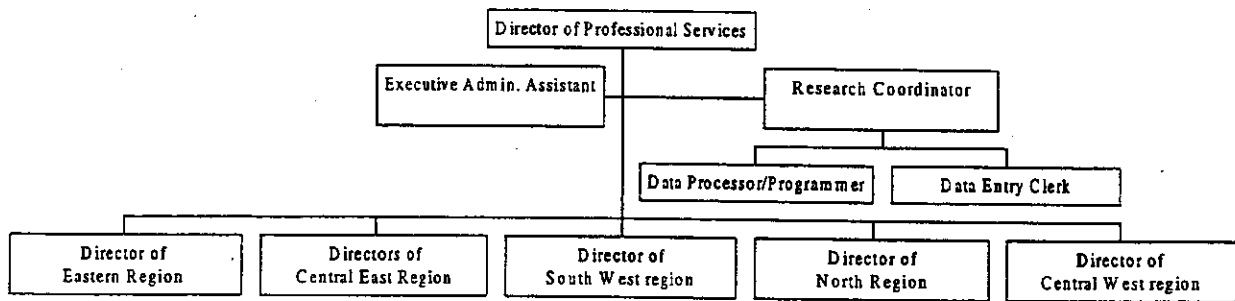 Director of Professional Services
Executive Admin. Assistant
Research Coordinator
Data Processor/Programmer
Data Entry Clerk
Director of
Eastern Region
Directors of
Central East Region
Director of
South West region
Director of
North Region
Director of
Central West region